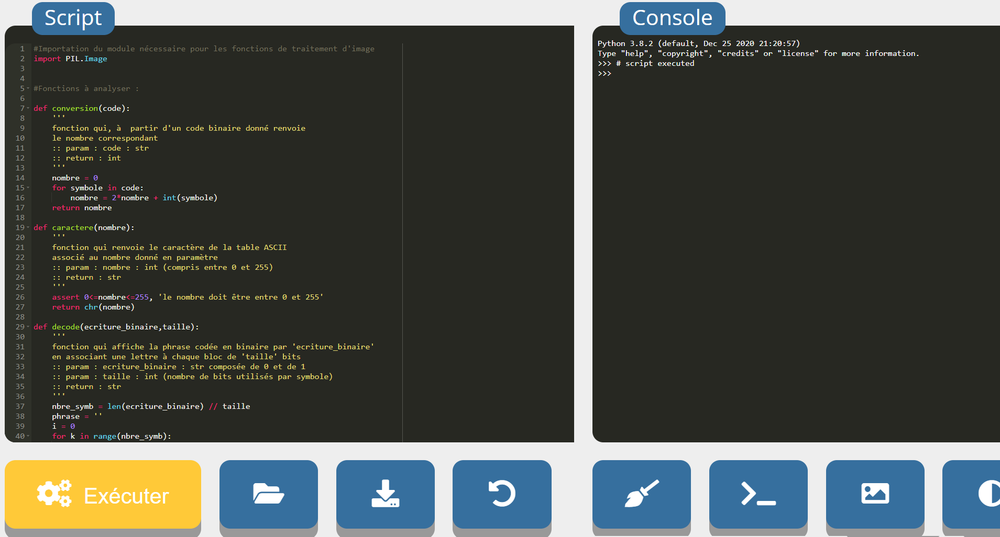 Script
1 #Importation du module nécessaire pour les fonctions de traitement d'image
2 import PIL.Image
3
4
5 #Fonctions à analyser :
6
7 def conversion(code):
8     '''
9     fonction qui, à  partir d'un code binaire donné renvoie
10     le nombre correspondant
11     :: param : code : str
12     :: return : int
13     '''
14     nombre = 0
15     for symbole in code:
16         nombre = 2*nombre + int(symbole)
17     return nombre
18
19 def caractere(nombre):
20     '''
21     fonction qui renvoie le caractère de la table ASCII
22     associé au nombre donné en paramètre
23     :: param : nombre : int (compris entre 0 et 255)
24     :: return : str
25     '''
26     assert 0<=nombre<=255, 'le nombre doit être entre 0 et 255'
27     return chr(nombre)
28
29 def decode(ecriture_binaire,taille):
30     '''
31     fonction qui affiche la phrase codée en binaire par 'ecriture_binaire'
32     en associant une lettre à chaque bloc de 'taille' bits
33     :: param : ecriture_binaire : str composée de 0 et de 1
34     :: param : taille : int (nombre de bits utilisés par symbole)
35     :: return : str
36     '''
37     nbre_symb = len(ecriture_binaire) // taille
38     phrase = ''
39     i = 0
40     for k in range(nbre_symb):
Console
Python 3.8.2 (default, Dec 25 2020 21:20:57)
Type "help", "copyright", "credits" or "license" for more information.
>>> # script executed
>>>
Exécuter